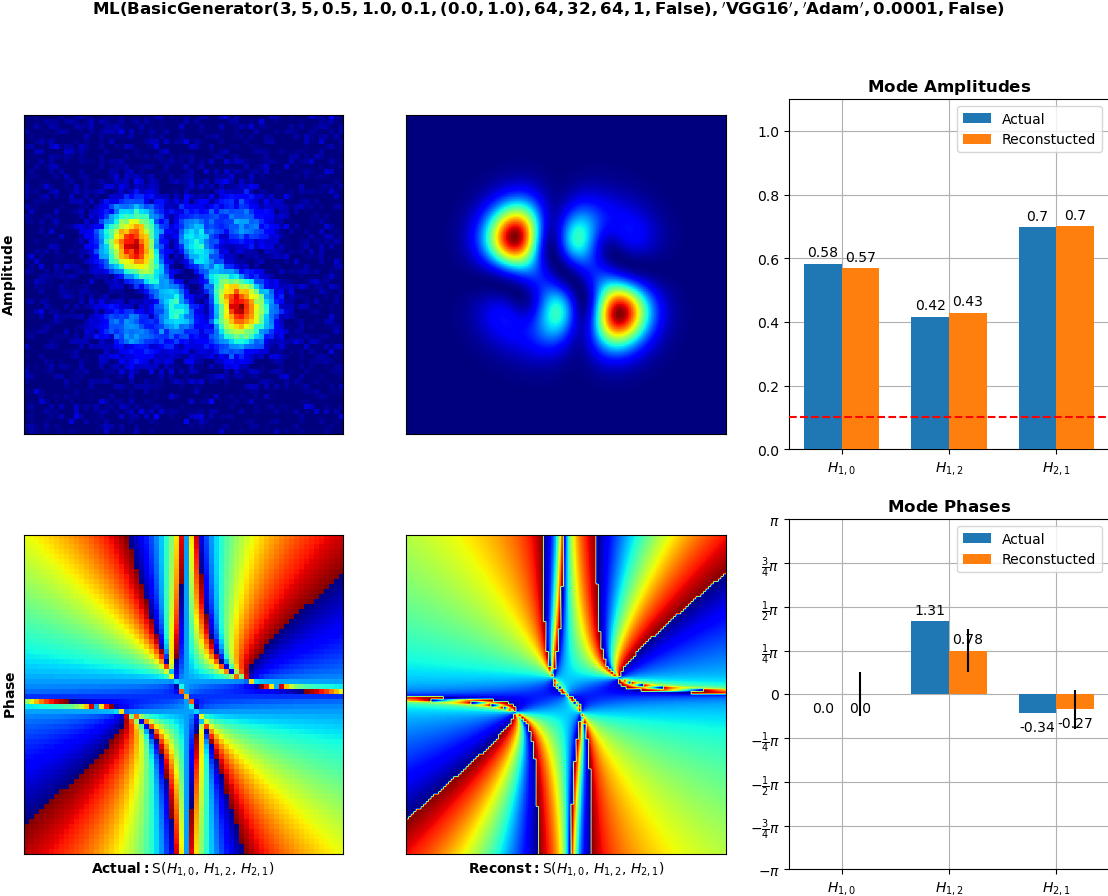 ML(BasicGenerator(3, 5, 0.5, 1.0, 0.1, (0.0, 1.0), 64, 32, 64, 1, False), 'VGG16', 'Adam', 0.0001, False)
Amplitude
Mode Amplitudes
Actual
Reconstucted
1.0
0.8
0.6
0.4
0.2
0.0
0.58
0.57
0.42
0.43
0.7
0.7
H1,0
H1,2
H2,1
Phase
Actual: S(H1,0, H1,2, H2,1)
Reconst: S(H1,0, H1,2, H2,1)
Mode Phases
Actual
Reconstucted
π
3/4π
1/2π
1/4π
0
−1/4π
−1/2π
−3/4π
−π
0.0
0.0
1.31
0.78
-0.34
-0.27
H1,0
H1,2
H2,1